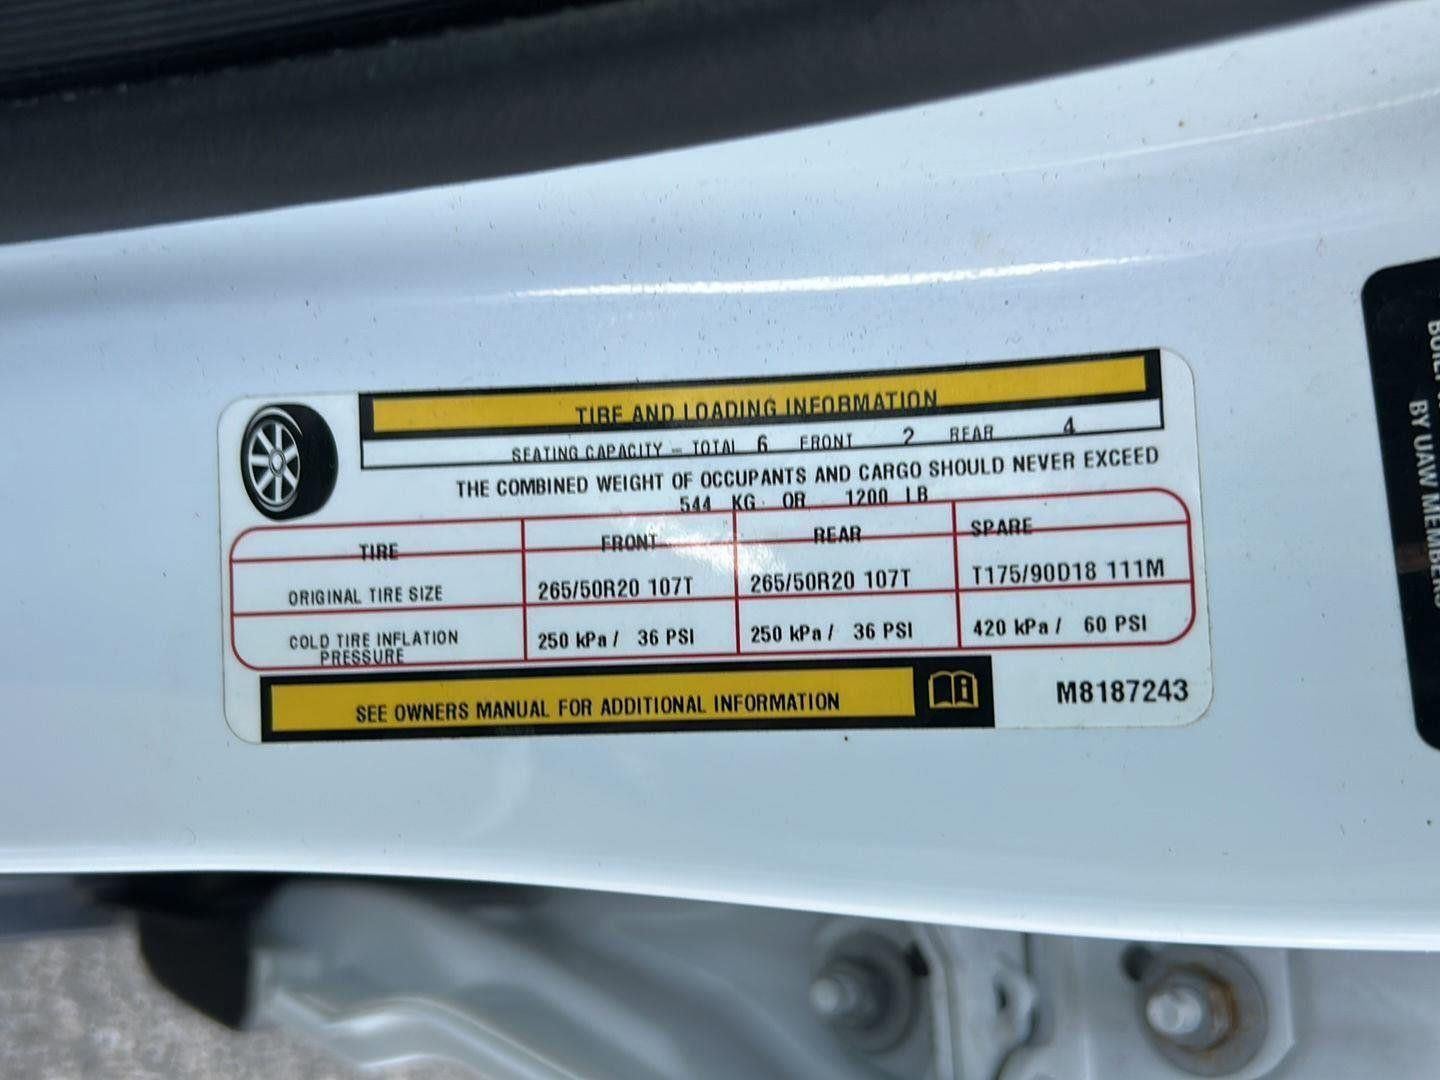 TIRE AND LOADING INFORMATION
SEATING CAPACITY - TOTAL 6 FRONT 2 REAR 4
THE COMBINED WEIGHT OF OCCUPANTS AND CARGO SHOULD NEVER EXCEED
544 KG OR 1200 LB
TIRE FRONT REAR SPARE
ORIGINAL TIRE SIZE 265/50R20 107T 265/50R20 107T T175/90D18 111M
COLD TIRE INFLATION PRESSURE 250 kPa / 36 PSI 250 kPa / 36 PSI 420 kPa / 60 PSI
SEE OWNERS MANUAL FOR ADDITIONAL INFORMATION
M8187243
BY UAW MEMBERS